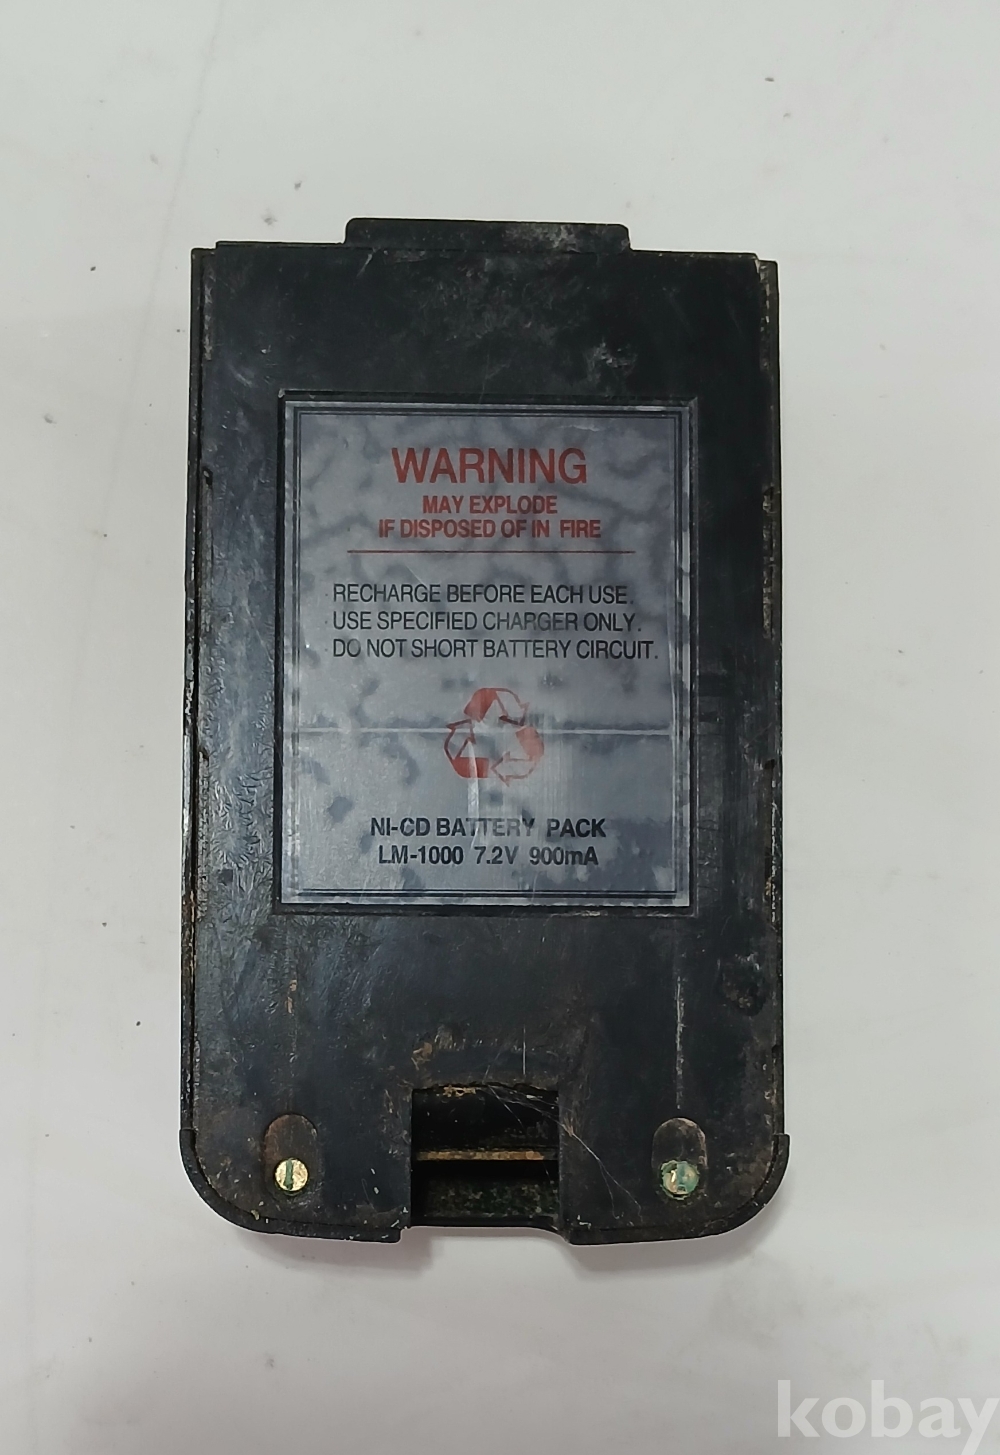 WARNING
MAY EXPLODE
IF DISPOSED OF IN FIRE
RECHARGE BEFORE EACH USE.
USE SPECIFIED CHARGER ONLY.
DO NOT SHORT BATTERY CIRCUIT.
NI-CD BATTERY PACK
LM-1000 7.2V 900mA
kobay